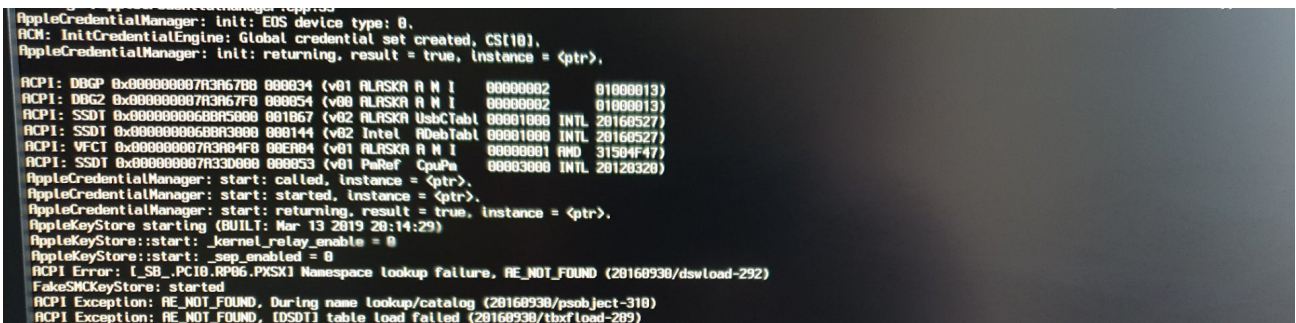 AppleCredentialManager: init: EOS device type: 0.
ACM: InitCredentialEngine: Global credential set created, CS[10].
AppleCredentialManager: init: returning, result = true, instance = <ptr>.
ACPI: DBGP 0x000000007A3A67B8 000034 (v01 ALASKA A M I    00000002      01000013)
ACPI: DBG2 0x000000007A3A67F0 000054 (v00 ALASKA A M I    00000002      01000013)
ACPI: SSDT 0x000000006BBA5000 001B67 (v02 ALASKA UsbCTabl 00001000 INTL 20160527)
ACPI: SSDT 0x000000006BBA3000 000144 (v02 Intel  ADebTabl 00001000 INTL 20160527)
ACPI: VFCT 0x000000007A3A84F8 00EA84 (v01 ALASKA A M I    00000001 AMD  31504F47)
ACPI: SSDT 0x000000007A33D000 000053 (v01 PmRef  CpuPm    00003000 INTL 20120320)
AppleCredentialManager: start: called, instance = <ptr>.
AppleCredentialManager: start: started, instance = <ptr>.
AppleCredentialManager: start: returning, result = true, instance = <ptr>.
AppleKeyStore starting (BUILT: Mar 13 2019 20:14:29)
AppleKeyStore::start: _kernel_relay_enable = 0
AppleKeyStore::start: _sep_enabled = 0
ACPI Error: [_SB_.PCI0.RP06.PXSX] Namespace lookup failure, AE_NOT_FOUND (20160930/dswload-292)
FakeSMCKeyStore: started
ACPI Exception: AE_NOT_FOUND, During name lookup/catalog (20160930/psobject-310)
ACPI Exception: AE_NOT_FOUND, [DSDT] table load failed (20160930/tbxfload-209)